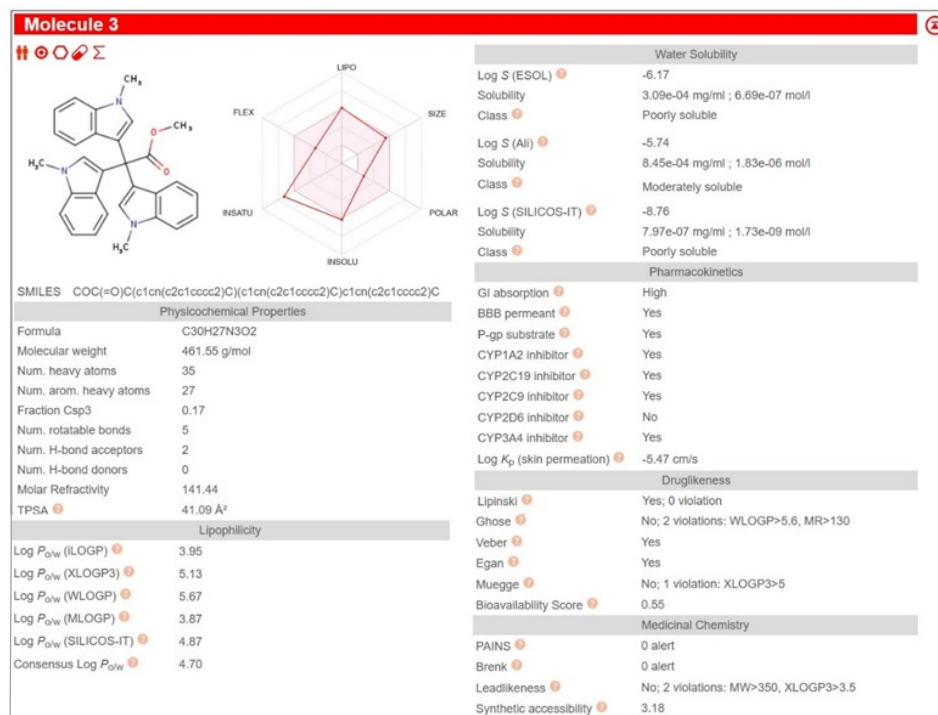 Molecule 3
CH₃
N
O
CH₃
H₃C
N
O
N
H₃C
LIPO
FLEX
SIZE
INSATU
POLAR
INSOLU
SMILES COC(=O)C(c1cn(c2c1cccc2)C)(c1cn(c2c1cccc2)C)c1cn(c2c1cccc2)C
Physicochemical Properties
Formula C30H27N3O2
Molecular weight 461.55 g/mol
Num. heavy atoms 35
Num. arom. heavy atoms 27
Fraction Csp3 0.17
Num. rotatable bonds 5
Num. H-bond acceptors 2
Num. H-bond donors 0
Molar Refractivity 141.44
TPSA ? 41.09 Å²
Lipophilicity
Log Po/w (iLOGP) ? 3.95
Log Po/w (XLOGP3) ? 5.13
Log Po/w (WLOGP) ? 5.67
Log Po/w (MLOGP) ? 3.87
Log Po/w (SILICOS-IT) ? 4.87
Consensus Log Po/w ? 4.70
Water Solubility
Log S (ESOL) ? -6.17
Solubility 3.09e-04 mg/ml ; 6.69e-07 mol/l
Class ? Poorly soluble
Log S (Ali) ? -5.74
Solubility 8.45e-04 mg/ml ; 1.83e-06 mol/l
Class ? Moderately soluble
Log S (SILICOS-IT) ? -8.76
Solubility 7.97e-07 mg/ml ; 1.73e-09 mol/l
Class ? Poorly soluble
Pharmacokinetics
GI absorption ? High
BBB permeant ? Yes
P-gp substrate ? Yes
CYP1A2 inhibitor ? Yes
CYP2C19 inhibitor ? Yes
CYP2C9 inhibitor ? Yes
CYP2D6 inhibitor ? No
CYP3A4 inhibitor ? Yes
Log Kp (skin permeation) ? -5.47 cm/s
Druglikeness
Lipinski ? Yes; 0 violation
Ghose ? No; 2 violations: WLOGP>5.6, MR>130
Veber ? Yes
Egan ? Yes
Muegge ? No; 1 violation: XLOGP3>5
Bioavailability Score ? 0.55
Medicinal Chemistry
PAINS ? 0 alert
Brenk ? 0 alert
Leadlikeness ? No; 2 violations: MW>350, XLOGP3>3.5
Synthetic accessibility ? 3.18